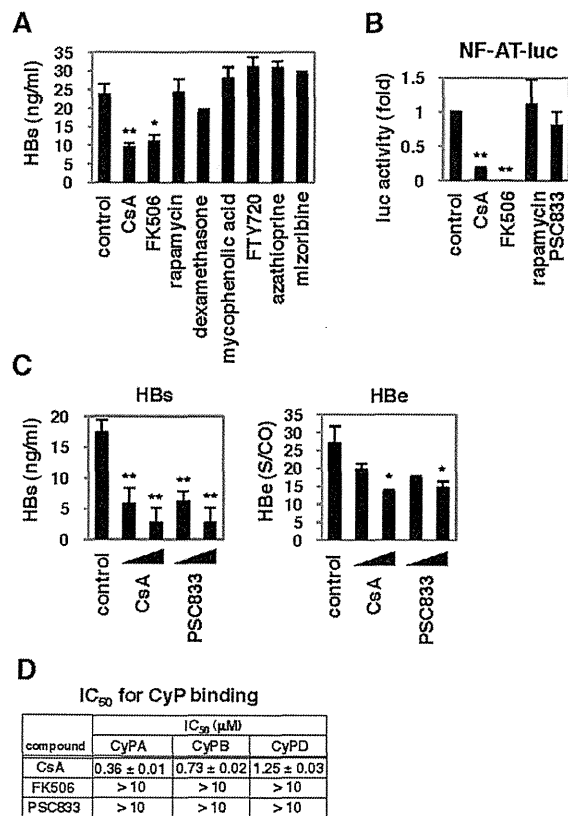 A
HBs (ng/ml)
35
30
25
20
15
10
5
0
** *
control
CsA
FK506
rapamycin
dexamethasone
mycophenolic acid
FTY720
azathioprine
mizoribine
B
NF-AT-luc
luc activity (fold)
1.5
1
0.5
0
** **
control
CsA
FK506
rapamycin
PSC833
C
HBs
HBs (ng/ml)
20
15
10
5
0
** ** ** **
control
CsA
PSC833
HBe
HBe (S/CO)
35
30
25
20
15
10
5
0
* *
control
CsA
PSC833
D
IC50 for CyP binding
IC50 (μM)
compound CyPA CyPB CyPD
CsA 0.36 ± 0.01 0.73 ± 0.02 1.25 ± 0.03
FK506 > 10 > 10 > 10
PSC833 > 10 > 10 > 10